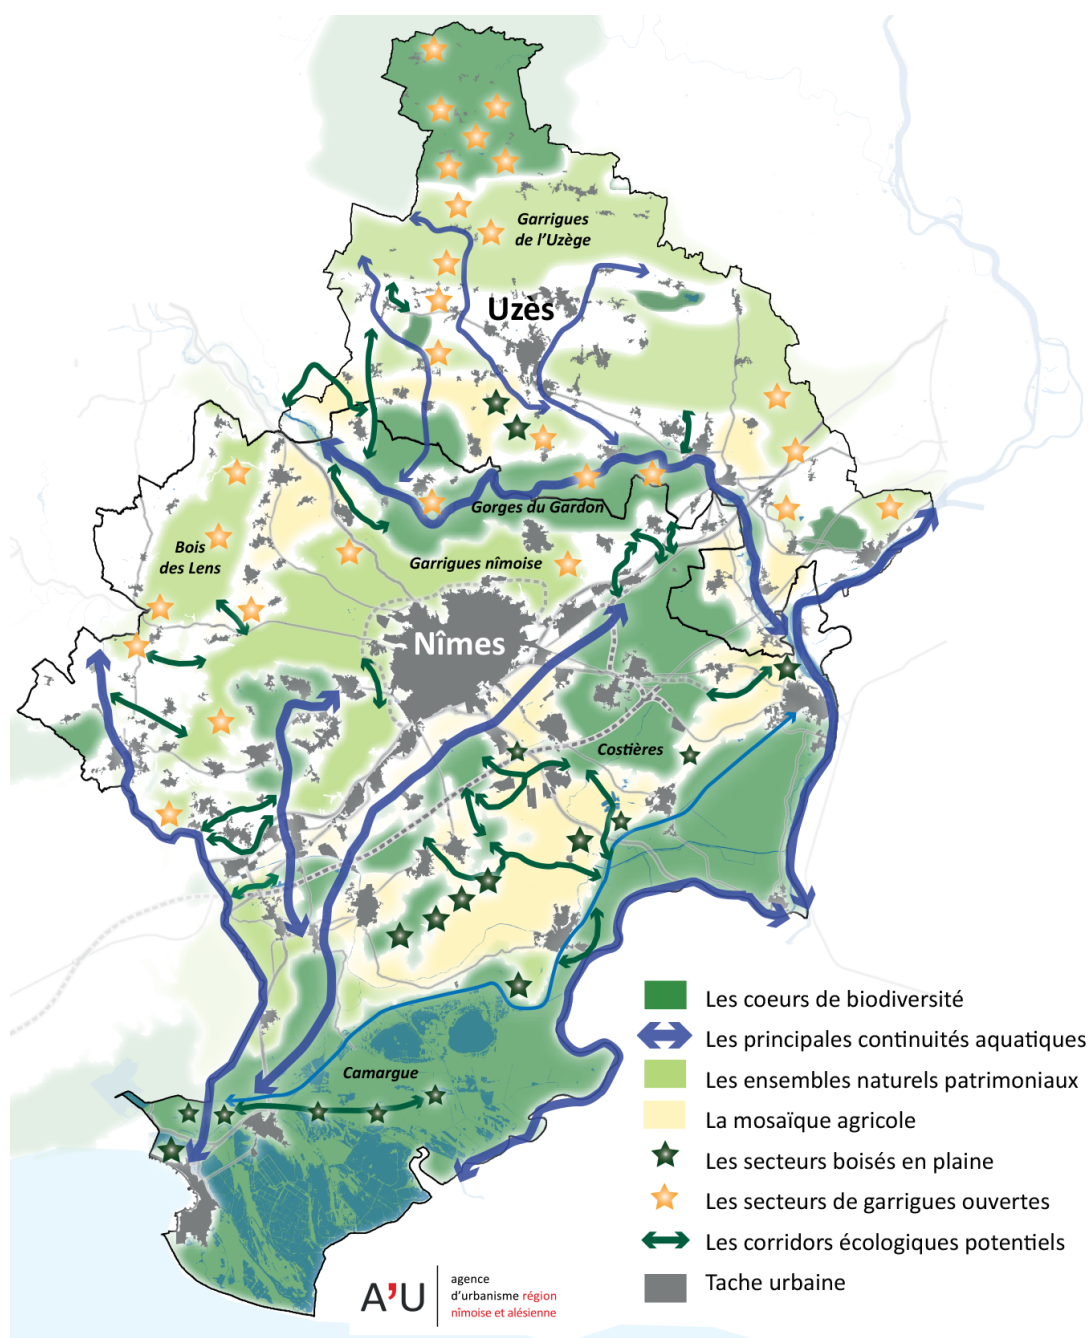 Garrigues
de l'Uzège
Uzès
Gorges du Gardon
Bois
des Lens
Garrigues nîmoise
Nîmes
Costières
Camargue
Les coeurs de biodiversité
Les principales continuités aquatiques
Les ensembles naturels patrimoniaux
La mosaïque agricole
Les secteurs boisés en plaine
Les secteurs de garrigues ouvertes
Les corridors écologiques potentiels
Tache urbaine
A'U
agence
d'urbanisme région
nîmoise et alésienne